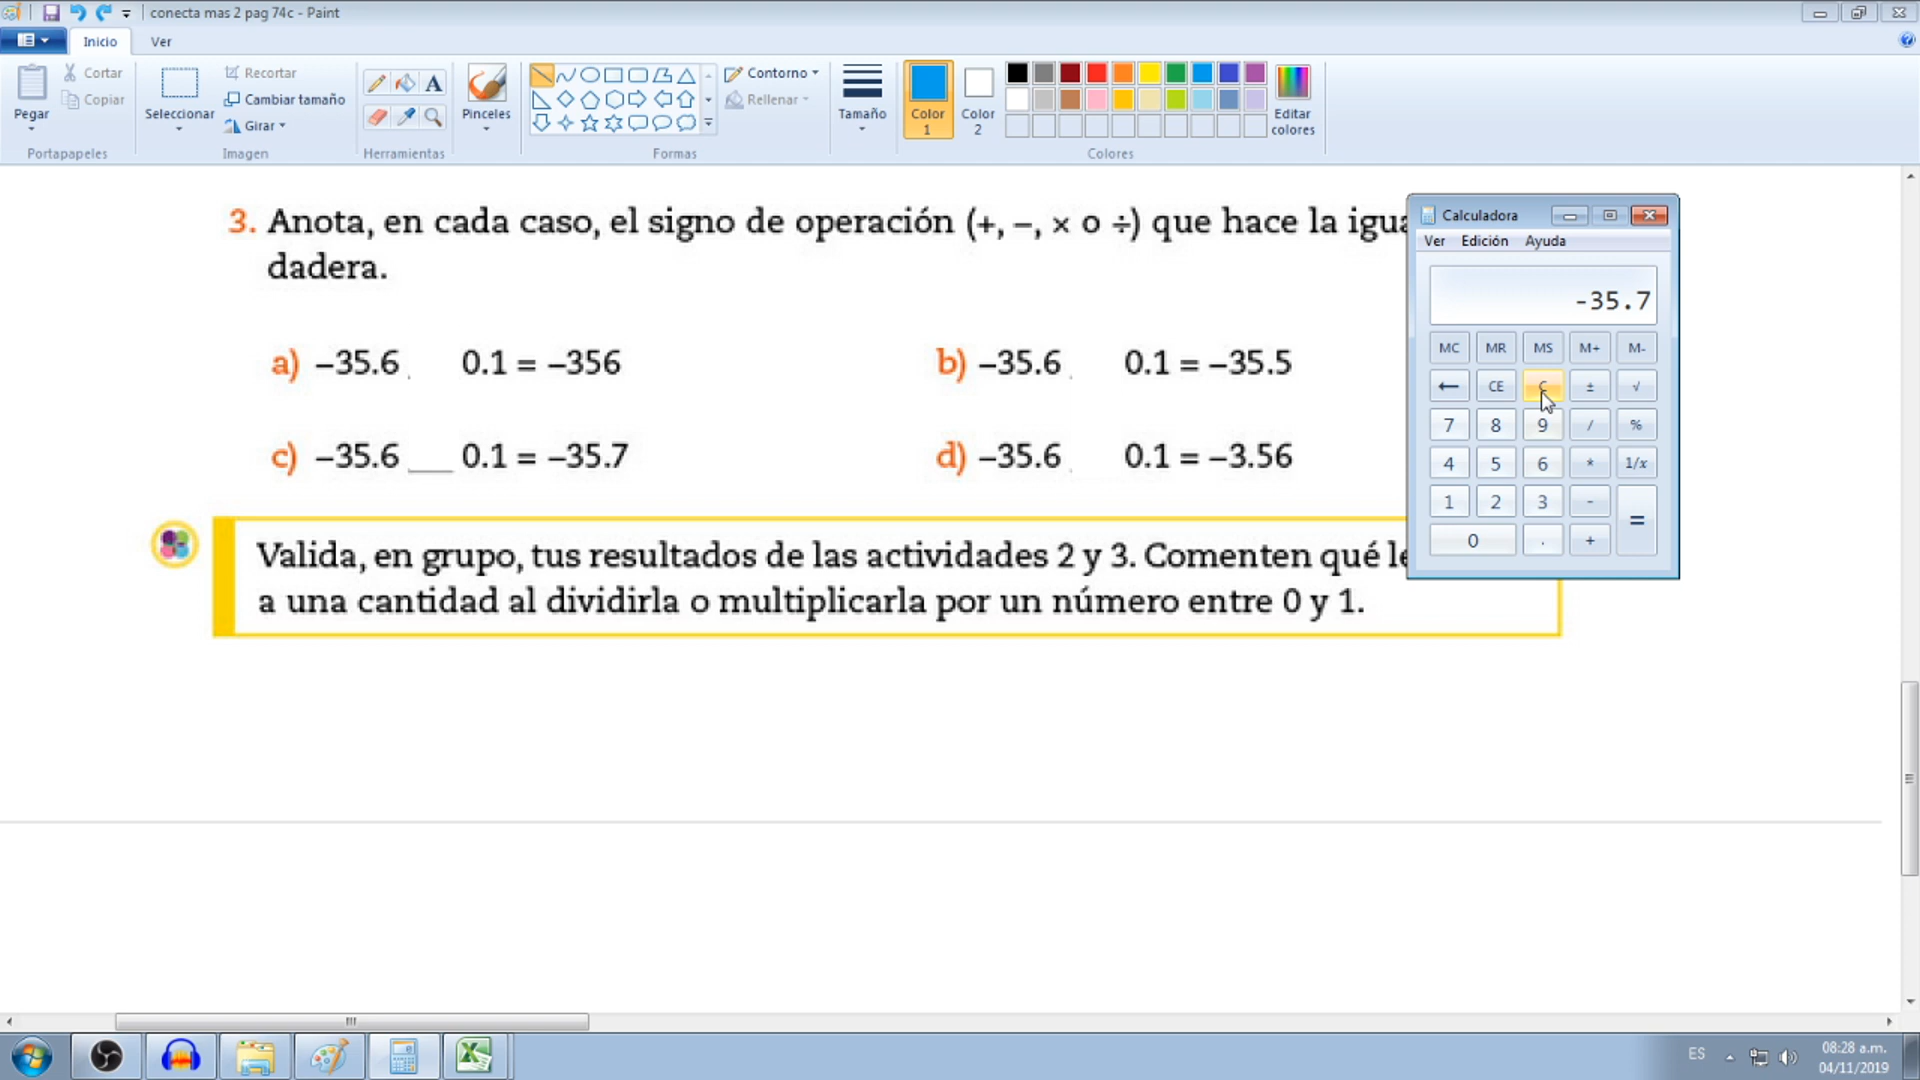 conecta mas 2 pag 74c - Paint
Inicio
Ver
Pegar
Cortar
Copiar
Portapapeles
Seleccionar
Recortar
Cambiar tamaño
Girar
Imagen
A
Herramientas
Pinceles
Contorno
Rellenar
Formas
Tamaño
Color 1
Color 2
Editar colores
Colores
3. Anota, en cada caso, el signo de operación (+, –, × o ÷) que hace la igua
dadera.
a) –35.6 0.1 = –356
b) –35.6 0.1 = –35.5
c) –35.6 ___ 0.1 = –35.7
d) –35.6 0.1 = –3.56
Valida, en grupo, tus resultados de las actividades 2 y 3. Comenten qué le
a una cantidad al dividirla o multiplicarla por un número entre 0 y 1.
Calculadora
Ver Edición Ayuda
-35.7
MC MR MS M+ M-
← CE C ± √
7 8 9 / %
4 5 6 * 1/x
1 2 3 - =
0 . +
ES
08:28 a.m.
04/11/2019